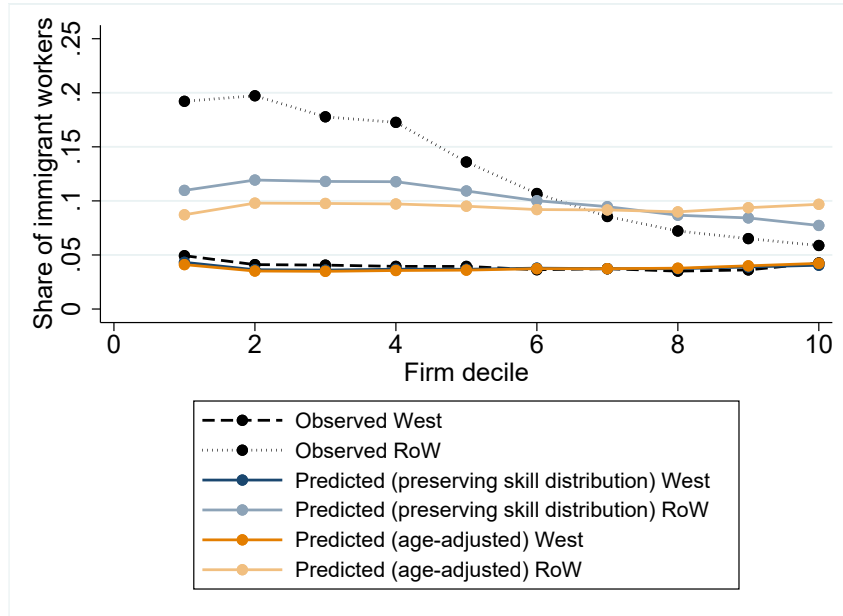 Share of immigrant workers
.25
.2
.15
.1
.05
0
0 2 4 6 8 10
Firm decile
Observed West
Observed RoW
Predicted (preserving skill distribution) West
Predicted (preserving skill distribution) RoW
Predicted (age-adjusted) West
Predicted (age-adjusted) RoW